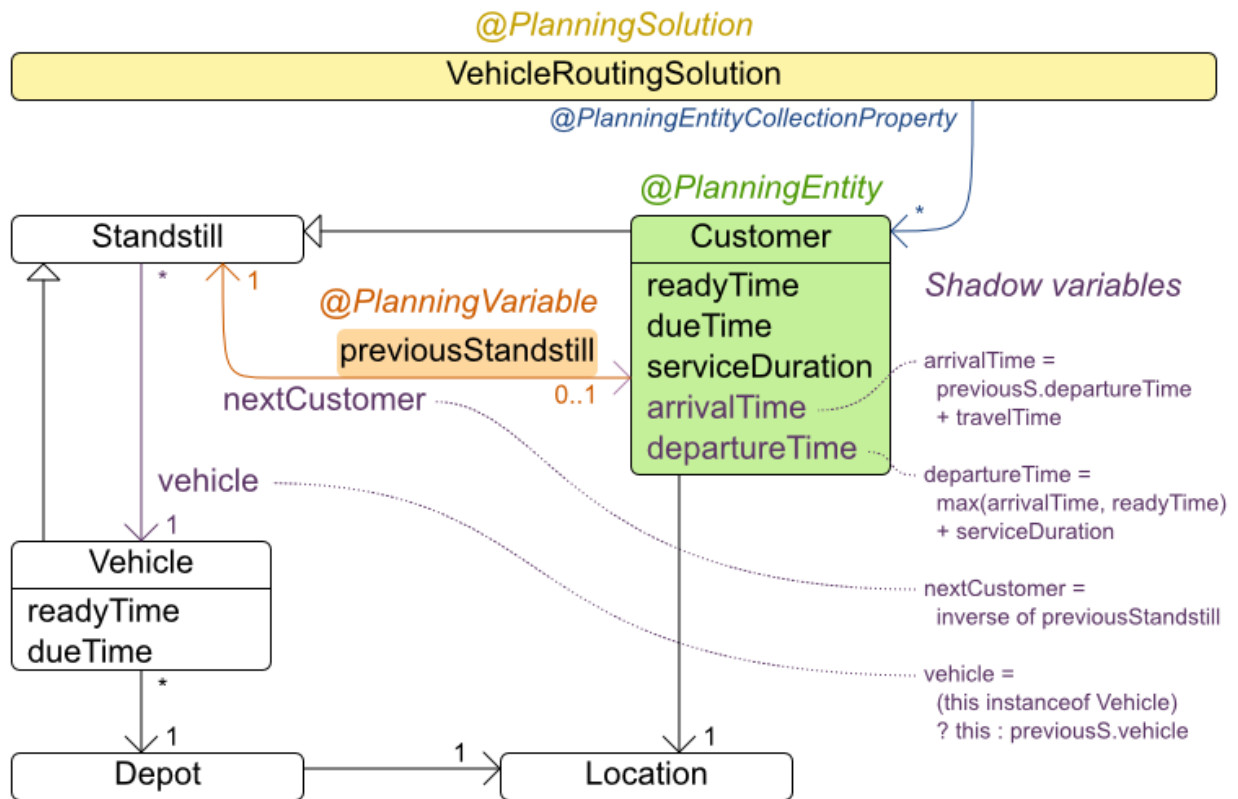 @PlanningSolution
VehicleRoutingSolution
@PlanningEntityCollectionProperty
@PlanningEntity
*
Standstill
Customer
*
1
@PlanningVariable
previousStandstill
0..1
nextCustomer
vehicle
1
readyTime
dueTime
serviceDuration
arrivalTime
departureTime
Shadow variables
arrivalTime =
previousS.departureTime
+ travelTime
departureTime =
max(arrivalTime, readyTime)
+ serviceDuration
nextCustomer =
inverse of previousStandstill
vehicle =
(this instanceof Vehicle)
? this : previousS.vehicle
Vehicle
readyTime
dueTime
*
1
Depot
1
1
Location